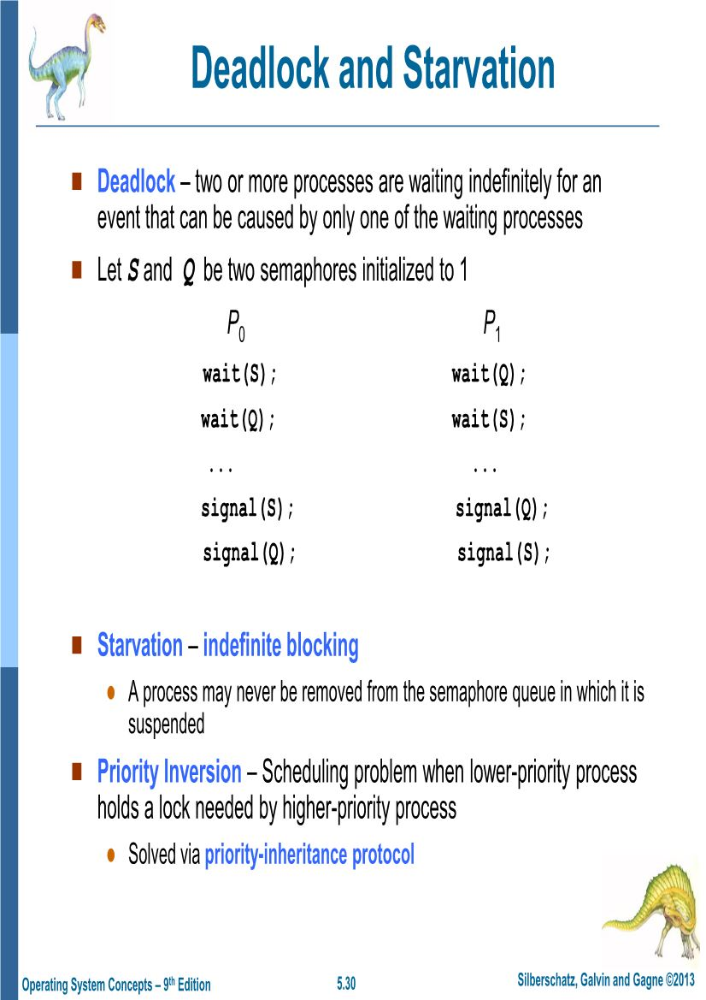 Deadlock and Starvation
Deadlock – two or more processes are waiting indefinitely for an
event that can be caused by only one of the waiting processes
Let S and Q be two semaphores initialized to 1
P0 P1
wait(S); wait(Q);
wait(Q); wait(S);
... ...
signal(S); signal(Q);
signal(Q); signal(S);
Starvation – indefinite blocking
A process may never be removed from the semaphore queue in which it is
suspended
Priority Inversion – Scheduling problem when lower-priority process
holds a lock needed by higher-priority process
Solved via priority-inheritance protocol
Operating System Concepts – 9th Edition 5.30 Silberschatz, Galvin and Gagne ©2013